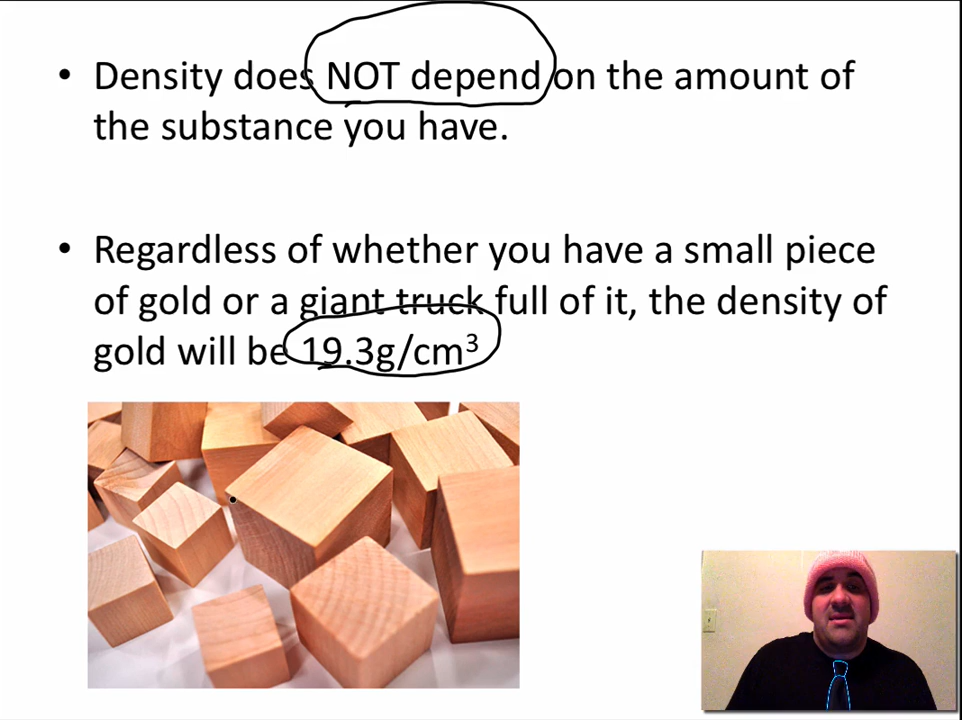 • Density does NOT depend on the amount of
the substance you have.
• Regardless of whether you have a small piece
of gold or a giant truck full of it, the density of
gold will be 19.3g/cm³